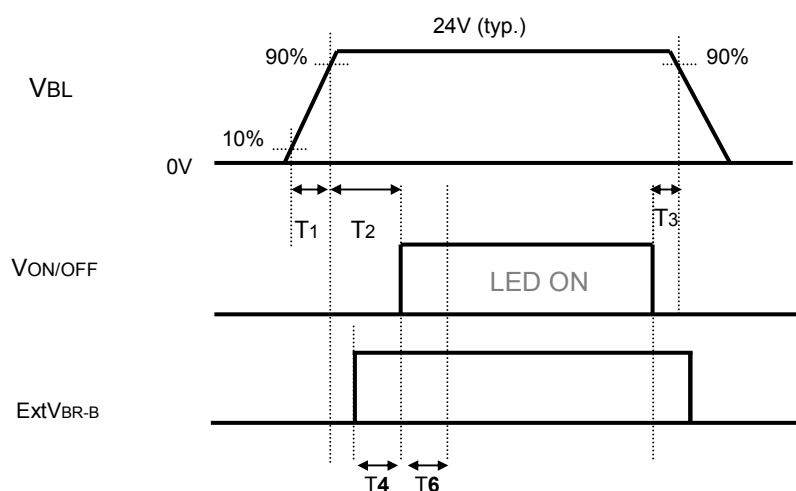 24V (typ.)
90%
90%
VBL
10%
0V
T1
T2
T3
VON/OFF
LED ON
ExtVBR-B
T4
T6